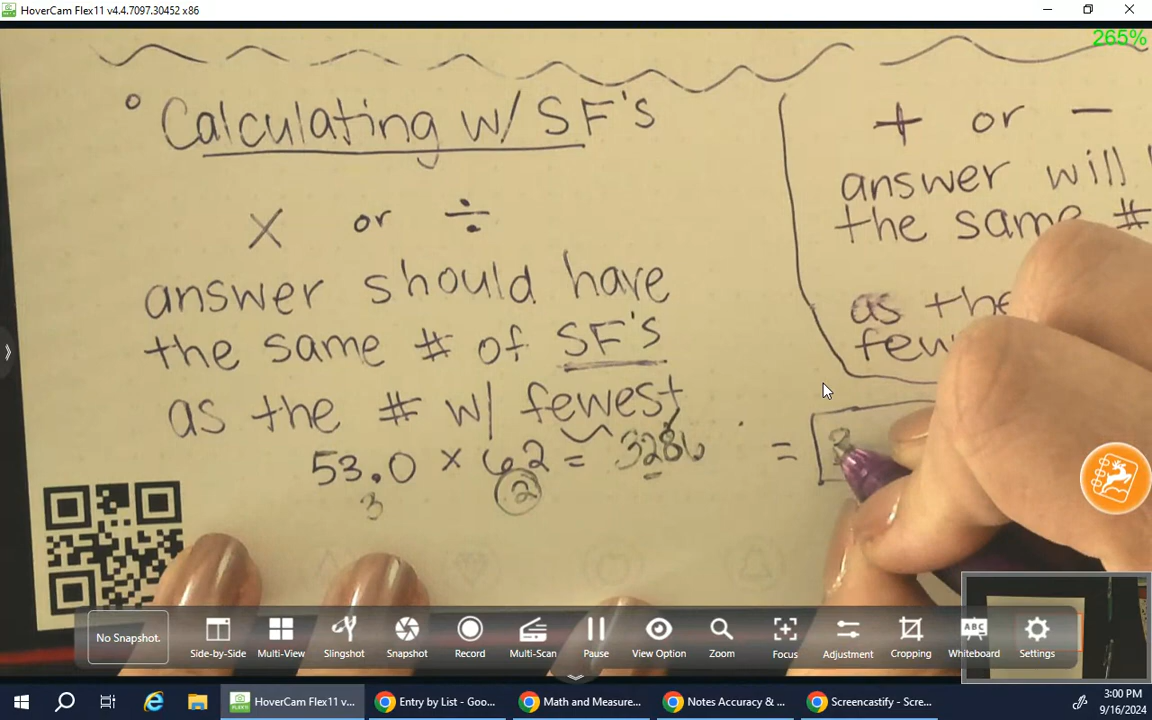 HoverCam Flex11 v4.4.7097.30452 x86
265%
Calculating w/ SF's
X or ÷
answer should have
the same # of SF's
as the # w/ fewest
53.0 × 62 = 3286 =
3 2
+ or -
answer will
the same #
as the
few
No Snapshot.
Side-by-Side
Multi-View
Slingshot
Snapshot
Record
Multi-Scan
Pause
View Option
Zoom
Focus
Adjustment
Cropping
ABC
Whiteboard
Settings
HoverCam Flex11 v...
Entry by List - Goo...
Math and Measure...
Notes Accuracy & ...
Screencastify - Scre...
3:00 PM
9/16/2024